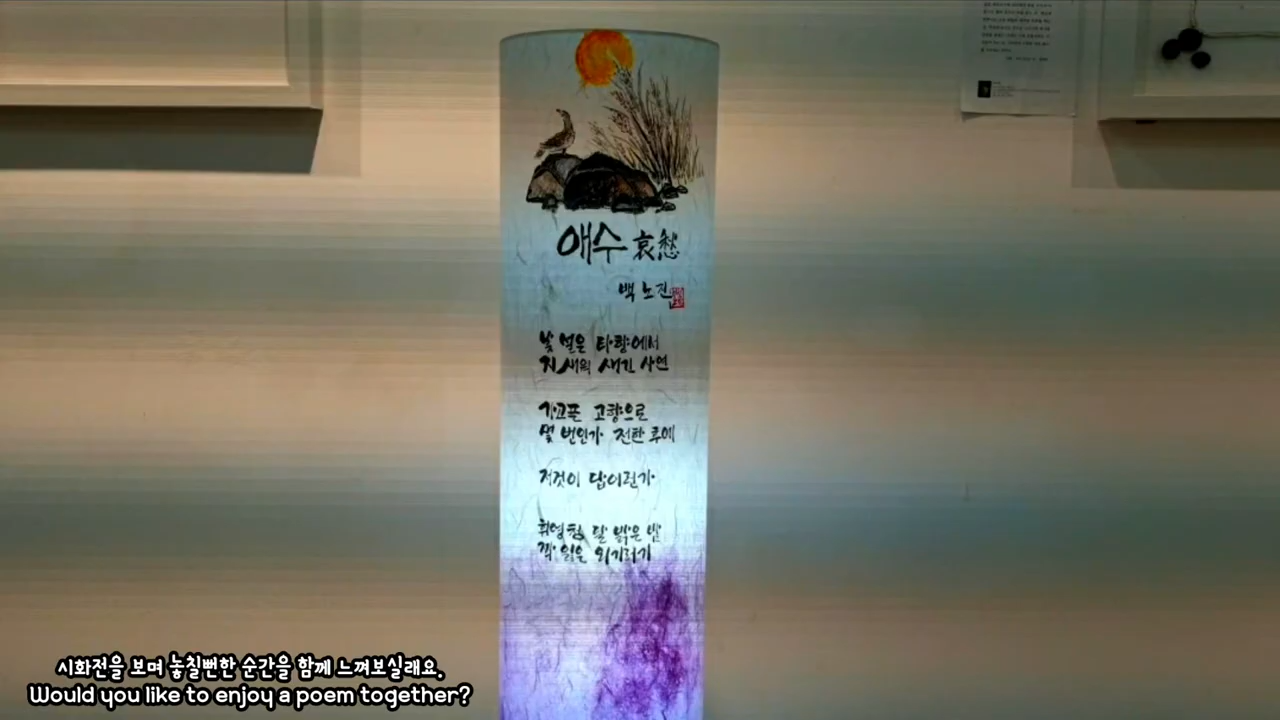 애수 哀愁
백노진
낯 설은 타향에서
지새워 새긴 사연
가고픈 고향으로
몇 번인가 전한 후에
저것이 답이런가
휘영청 달 밝은 밤
짝 잃은 외기러기
시화전을 보며 놓칠뻔한 순간을 함께 느껴보실래요.
Would you like to enjoy a poem together?